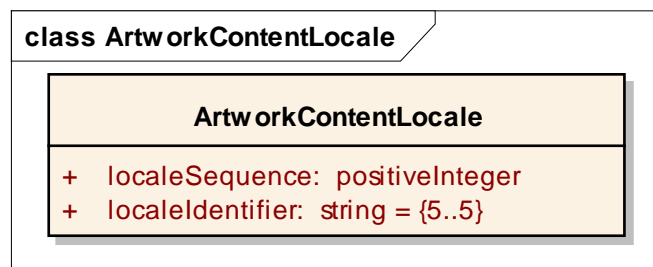 class ArtworkContentLocale
ArtworkContentLocale
+ localeSequence: positiveInteger
+ localeIdentifier: string = {5..5}